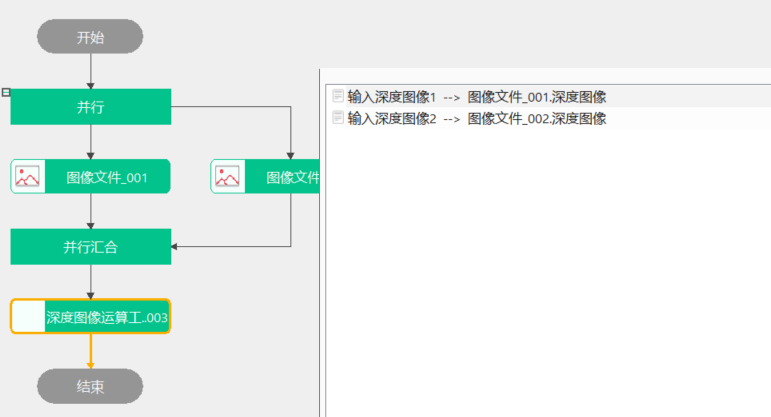 开始
并行
图像文件_001
图像文件
并行汇合
深度图像运算工..003
结束
输入深度图像1 --> 图像文件_001.深度图像
输入深度图像2 --> 图像文件_002.深度图像